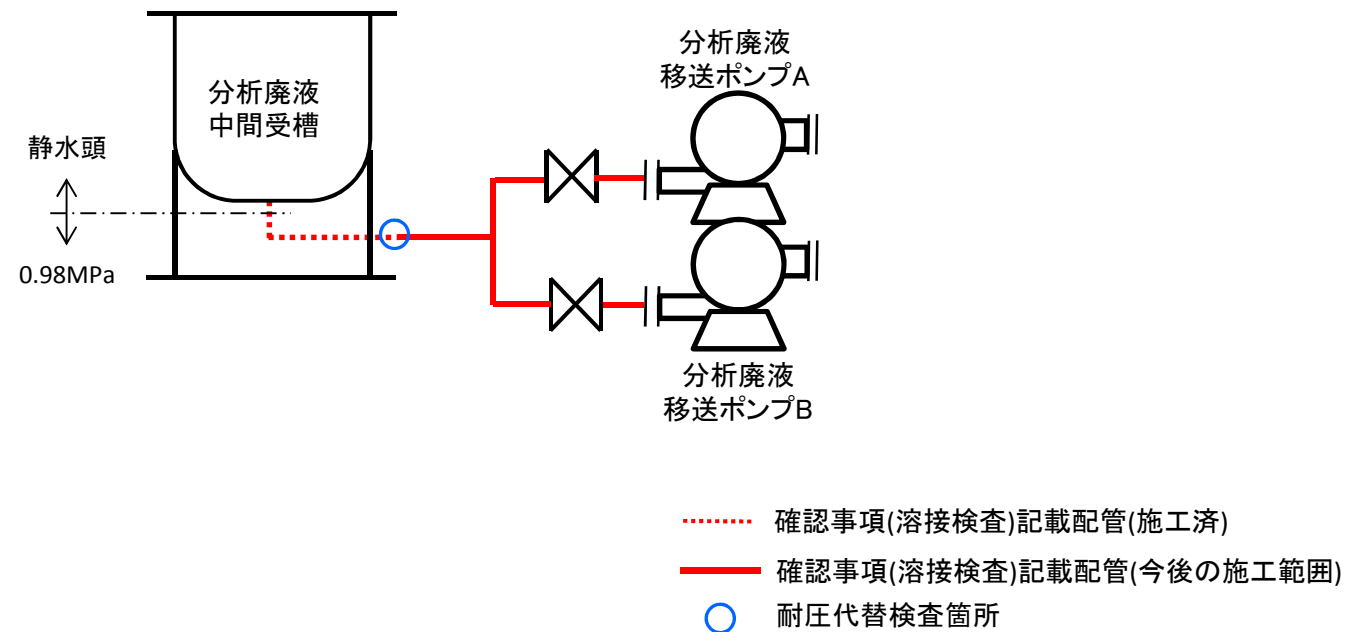 分析廃液
移送ポンプA
分析廃液
中間受槽
静水頭
0.98MPa
分析廃液
移送ポンプB
確認事項(溶接検査)記載配管(施工済)
確認事項(溶接検査)記載配管(今後の施工範囲)
耐圧代替検査箇所